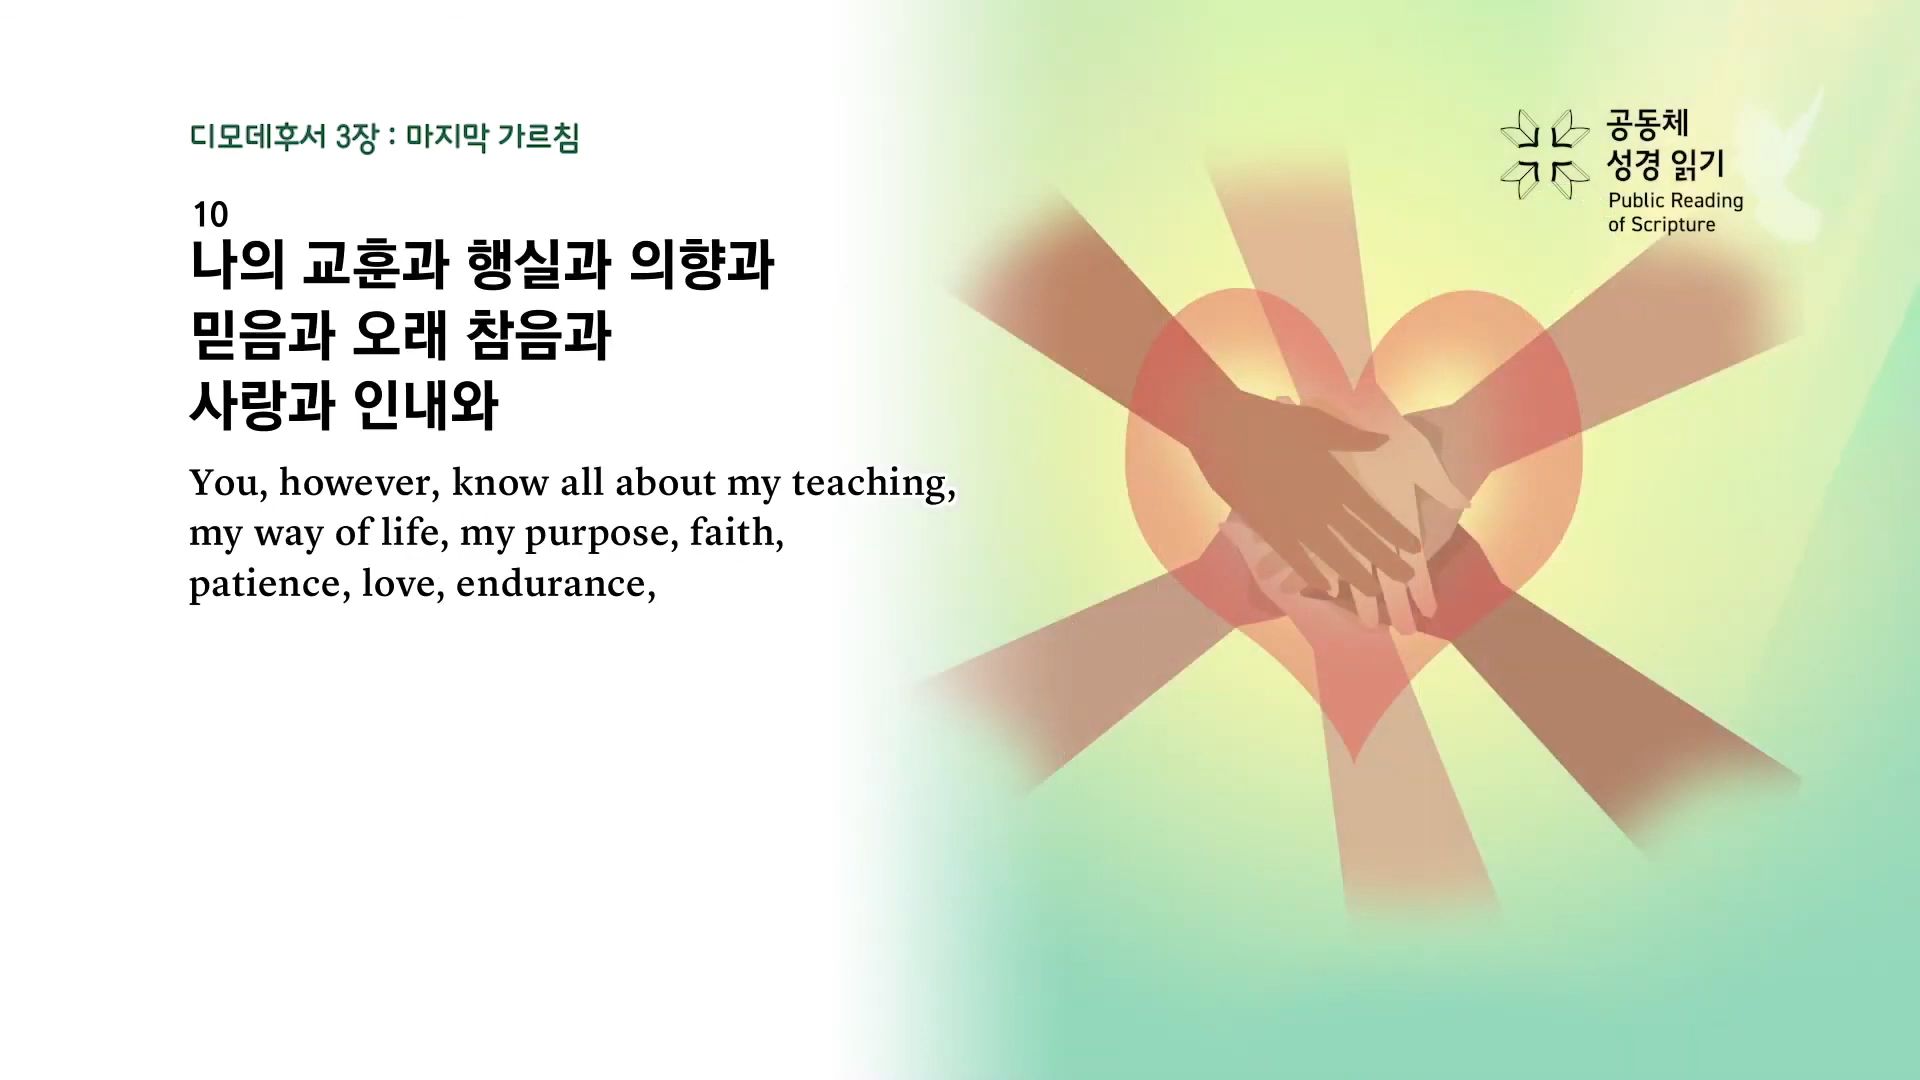 디모데후서 3장 : 마지막 가르침
10
나의 교훈과 행실과 의향과
믿음과 오래 참음과
사랑과 인내와
You, however, know all about my teaching,
my way of life, my purpose, faith,
patience, love, endurance,
공동체
성경 읽기
Public Reading
of Scripture